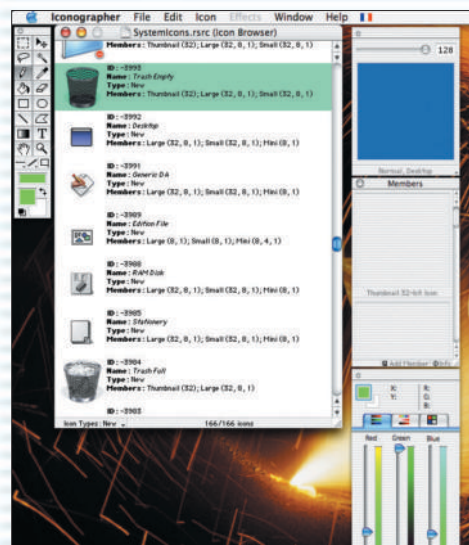 Iconographer File Edit Icon Effects Window Help
SystemIcons.rsrc (Icon Browser)
Members: Thumbnail (32); Large (32, 8, 1); Small (32, 8, 1)
ID: -3993
Name: Trash Empty
Type: New
Members: Thumbnail (32); Large (32, 8, 1); Small (32, 8, 1)
ID: -3992
Name: Desktop
Type: New
Members: Large (32, 8, 1); Small (32, 8, 1); Mini (8, 1)
ID: -3991
Name: Generic DA
Type: New
Members: Large (32, 8, 1); Small (32, 8, 1); Mini (8, 1)
ID: -3989
Name: Edition File
Type: New
Members: Large (8, 1); Small (8, 1); Mini (8, 4, 1)
ID: -3988
Name: RAM Disk
Type: New
Members: Large (32, 8, 1); Small (32, 8, 1); Mini (8, 1)
ID: -3985
Name: Stationery
Type: New
Members: Large (32, 8, 1); Small (32, 8, 1); Mini (8, 1)
ID: -3984
Name: Trash Full
Type: New
Members: Thumbnail (32); Large (32, 8, 1)
ID: -3983
Icon Types: New 166/166 icons
T
128
Normal, Desktop
Members
Thumbnail 32-bit icon
Add Member Info
X: R:
Y: G:
B:
Red Green Blue